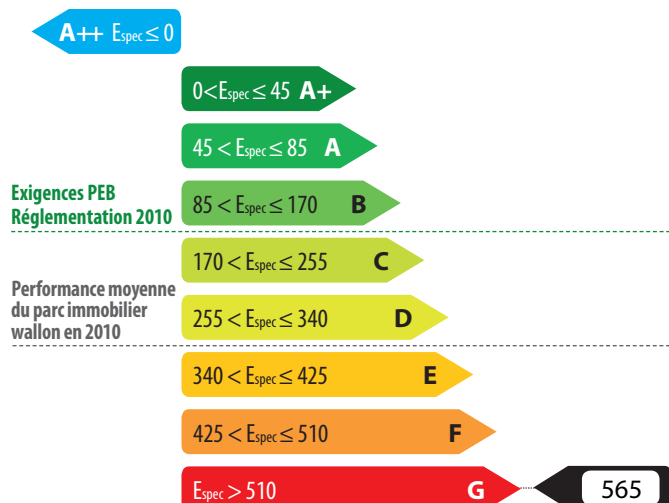 A++ Espec ≤ 0
0<Espec ≤ 45 A+
45 < Espec ≤ 85 A
Exigences PEB
Réglementation 2010
85 < Espec ≤ 170 B
170 < Espec ≤ 255 C
Performance moyenne
du parc immobilier
wallon en 2010
255 < Espec ≤ 340 D
340 < Espec ≤ 425 E
425 < Espec ≤ 510 F
Espec > 510 G 565